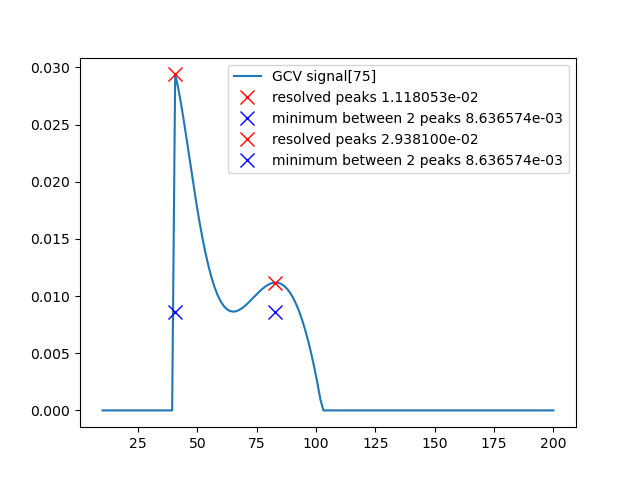 0.030
0.025
0.020
0.015
0.010
0.005
0.000
GCV signal[75]
resolved peaks 1.118053e-02
minimum between 2 peaks 8.636574e-03
resolved peaks 2.938100e-02
minimum between 2 peaks 8.636574e-03
25 50 75 100 125 150 175 200